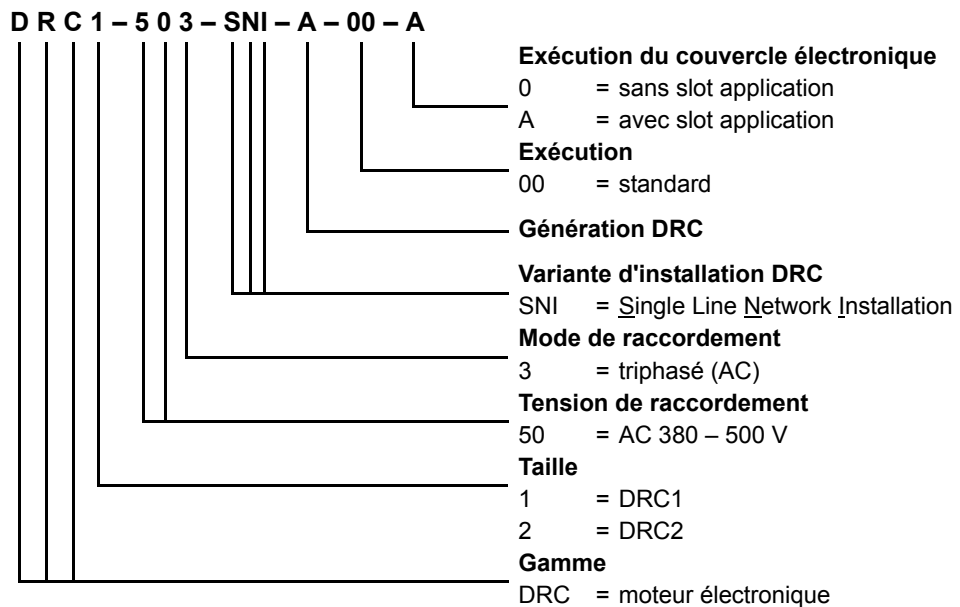 D R C 1 – 5 0 3 – SNI – A – 00 – A
Exécution du couvercle électronique
0 = sans slot application
A = avec slot application
Exécution
00 = standard
Génération DRC
Variante d'installation DRC
SNI = Single Line Network Installation
Mode de raccordement
3 = triphasé (AC)
Tension de raccordement
50 = AC 380 – 500 V
Taille
1 = DRC1
2 = DRC2
Gamme
DRC = moteur électronique